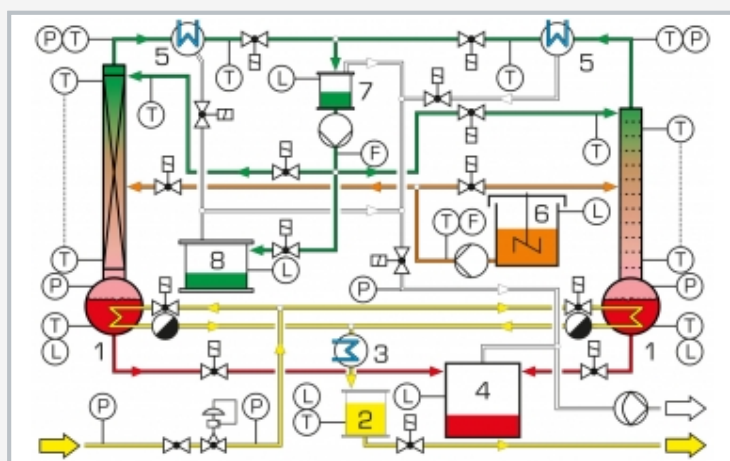 P T 5 5 T P
T T T
L 7
T T T
F
T F 6 L
T 8 L T
P P P
T 1 3 T 1
L L
L 4
P P L 2
T